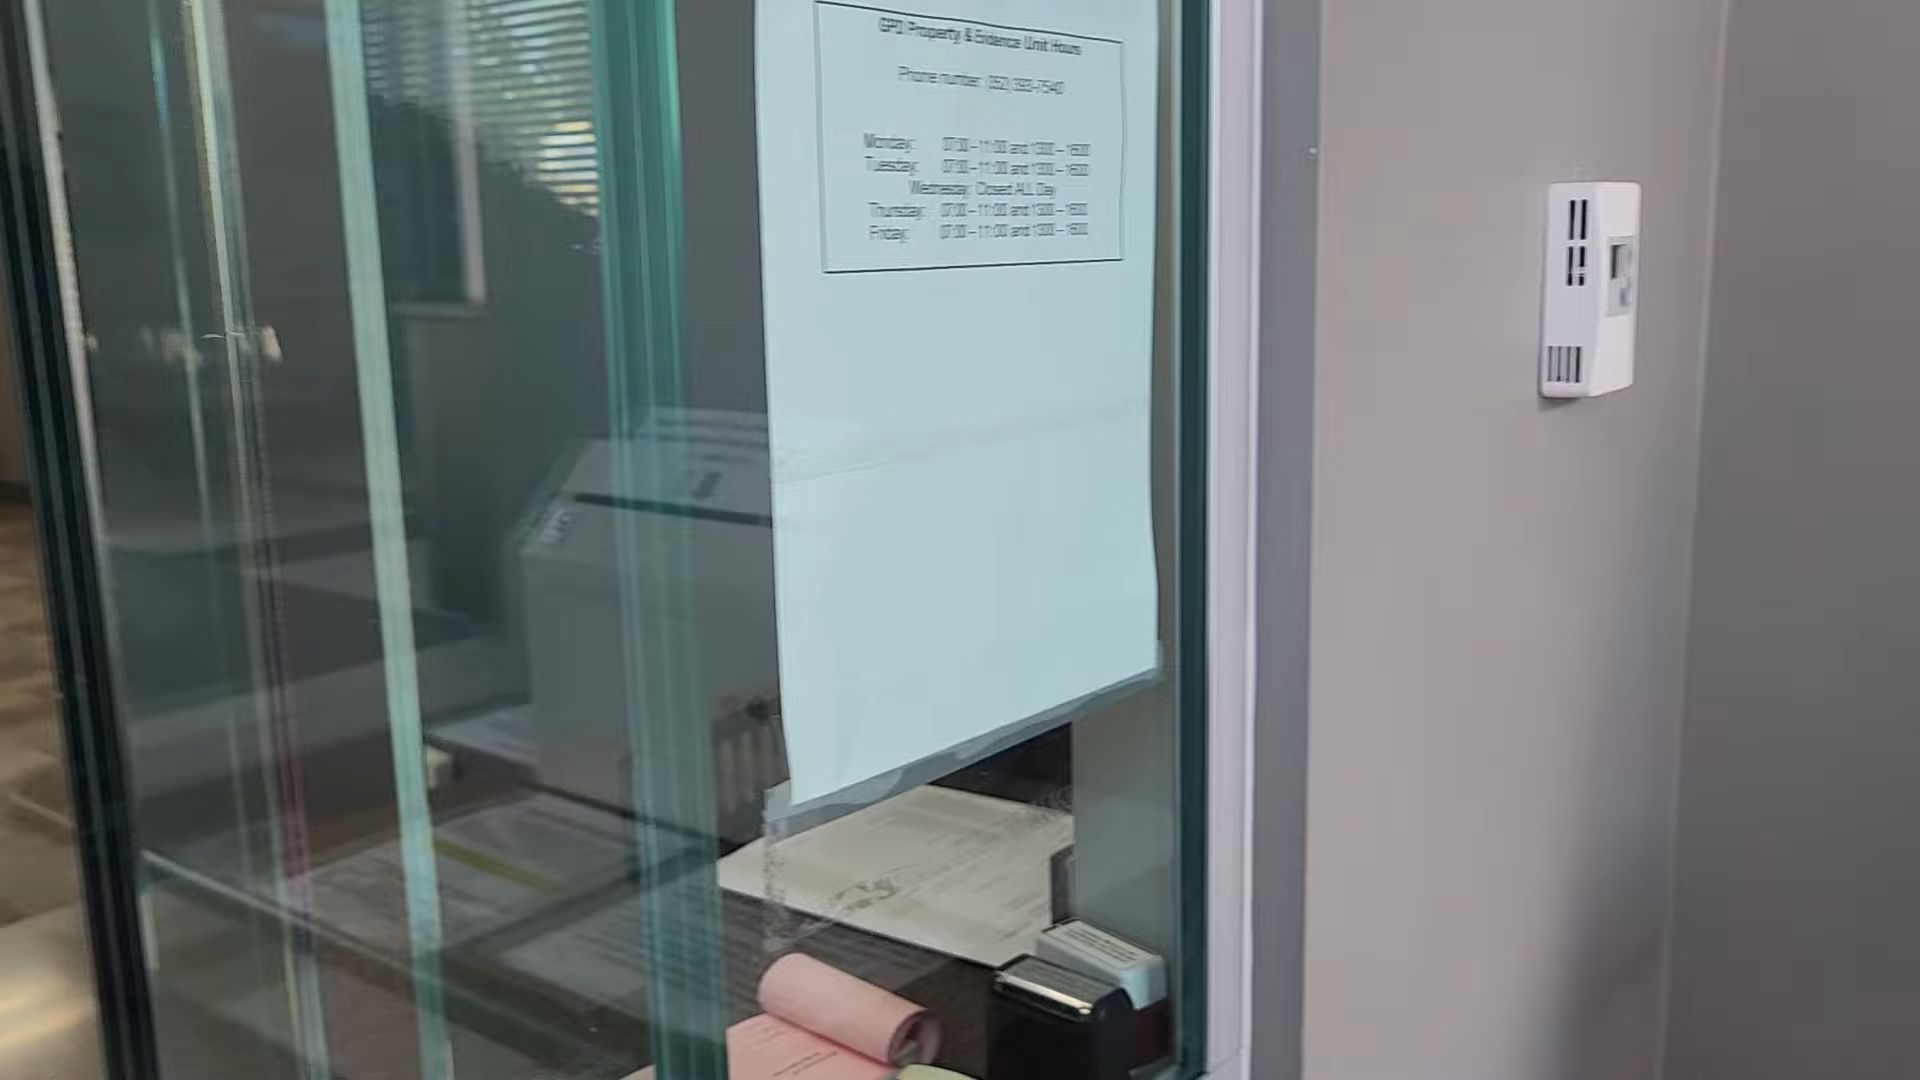 GPD Property & Evidence Unit Hours
Phone number: (352) 393-7540
Monday: 07:00 – 11:00 and 13:00 – 16:00
Tuesday: 07:00 – 11:00 and 13:00 – 16:00
Wednesday: Closed ALL Day
Thursday: 07:00 – 11:00 and 13:00 – 16:00
Friday: 07:00 – 11:00 and 13:00 – 16:00